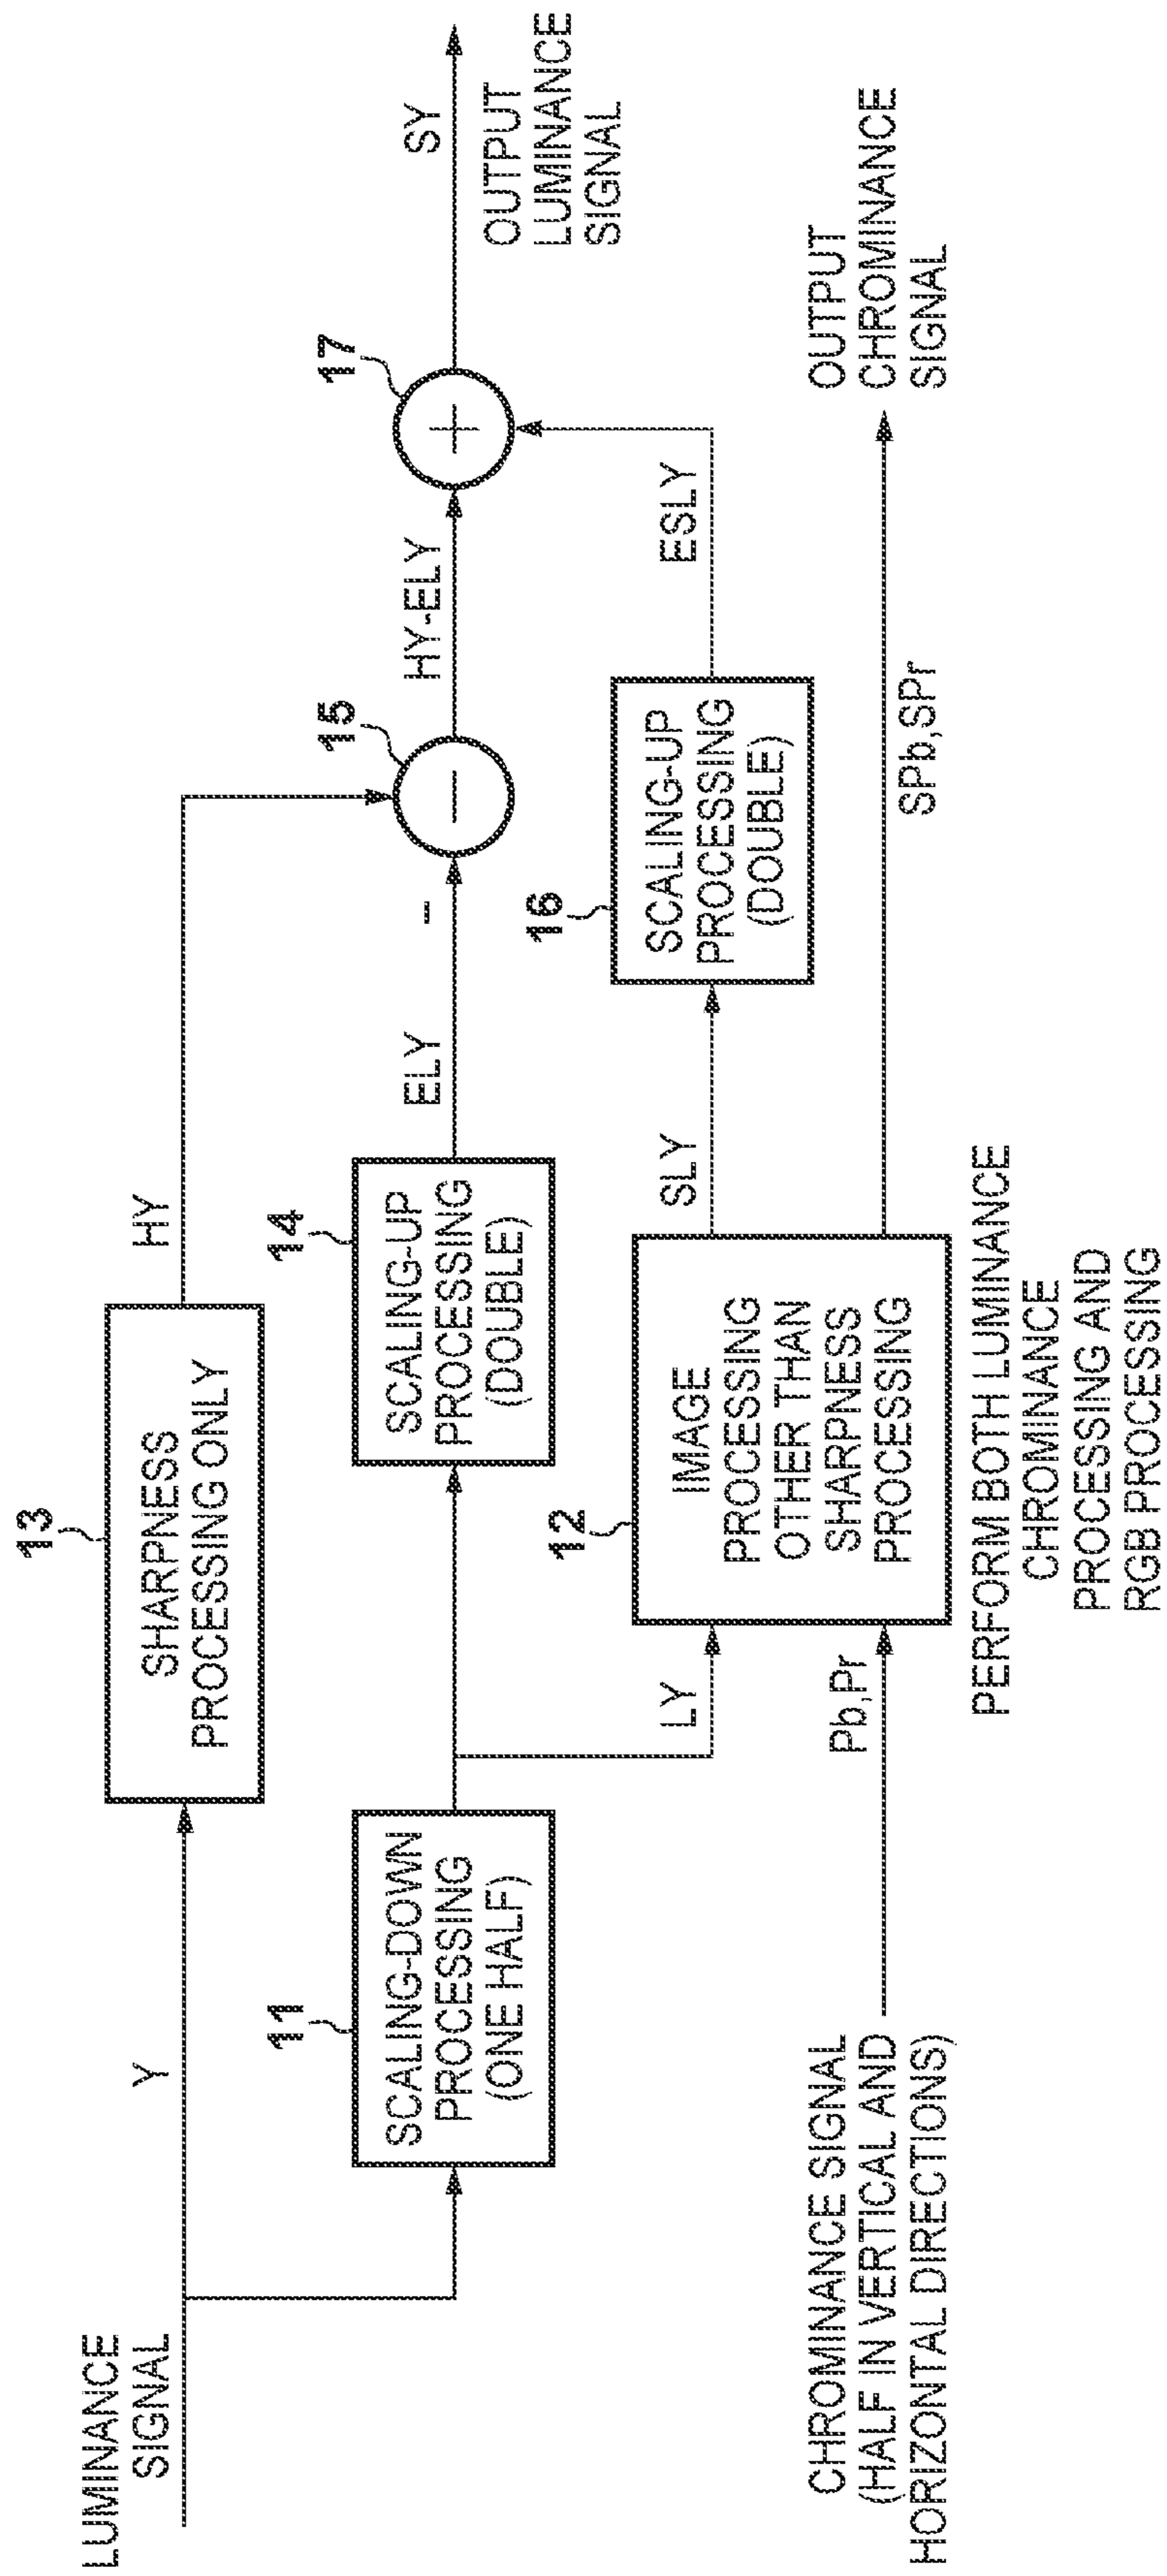 LUMINANCE
SIGNAL
Y
13
SHARPNESS
PROCESSING ONLY
HY
11
SCALING-DOWN
PROCESSING
(ONE HALF)
14
SCALING-UP
PROCESSING
(DOUBLE)
ELY
–
15
HY-ELY
17
SY
OUTPUT
LUMINANCE
SIGNAL
LY
12
IMAGE
PROCESSING
OTHER THAN
SHARPNESS
PROCESSING
SLY
16
SCALING-UP
PROCESSING
(DOUBLE)
ESLY
CHROMINANCE SIGNAL
(HALF IN VERTICAL AND
HORIZONTAL DIRECTIONS)
Pb,Pr
SPb,SPr
OUTPUT
CHROMINANCE
SIGNAL
PERFORM BOTH LUMINANCE
CHROMINANCE
PROCESSING AND
RGB PROCESSING